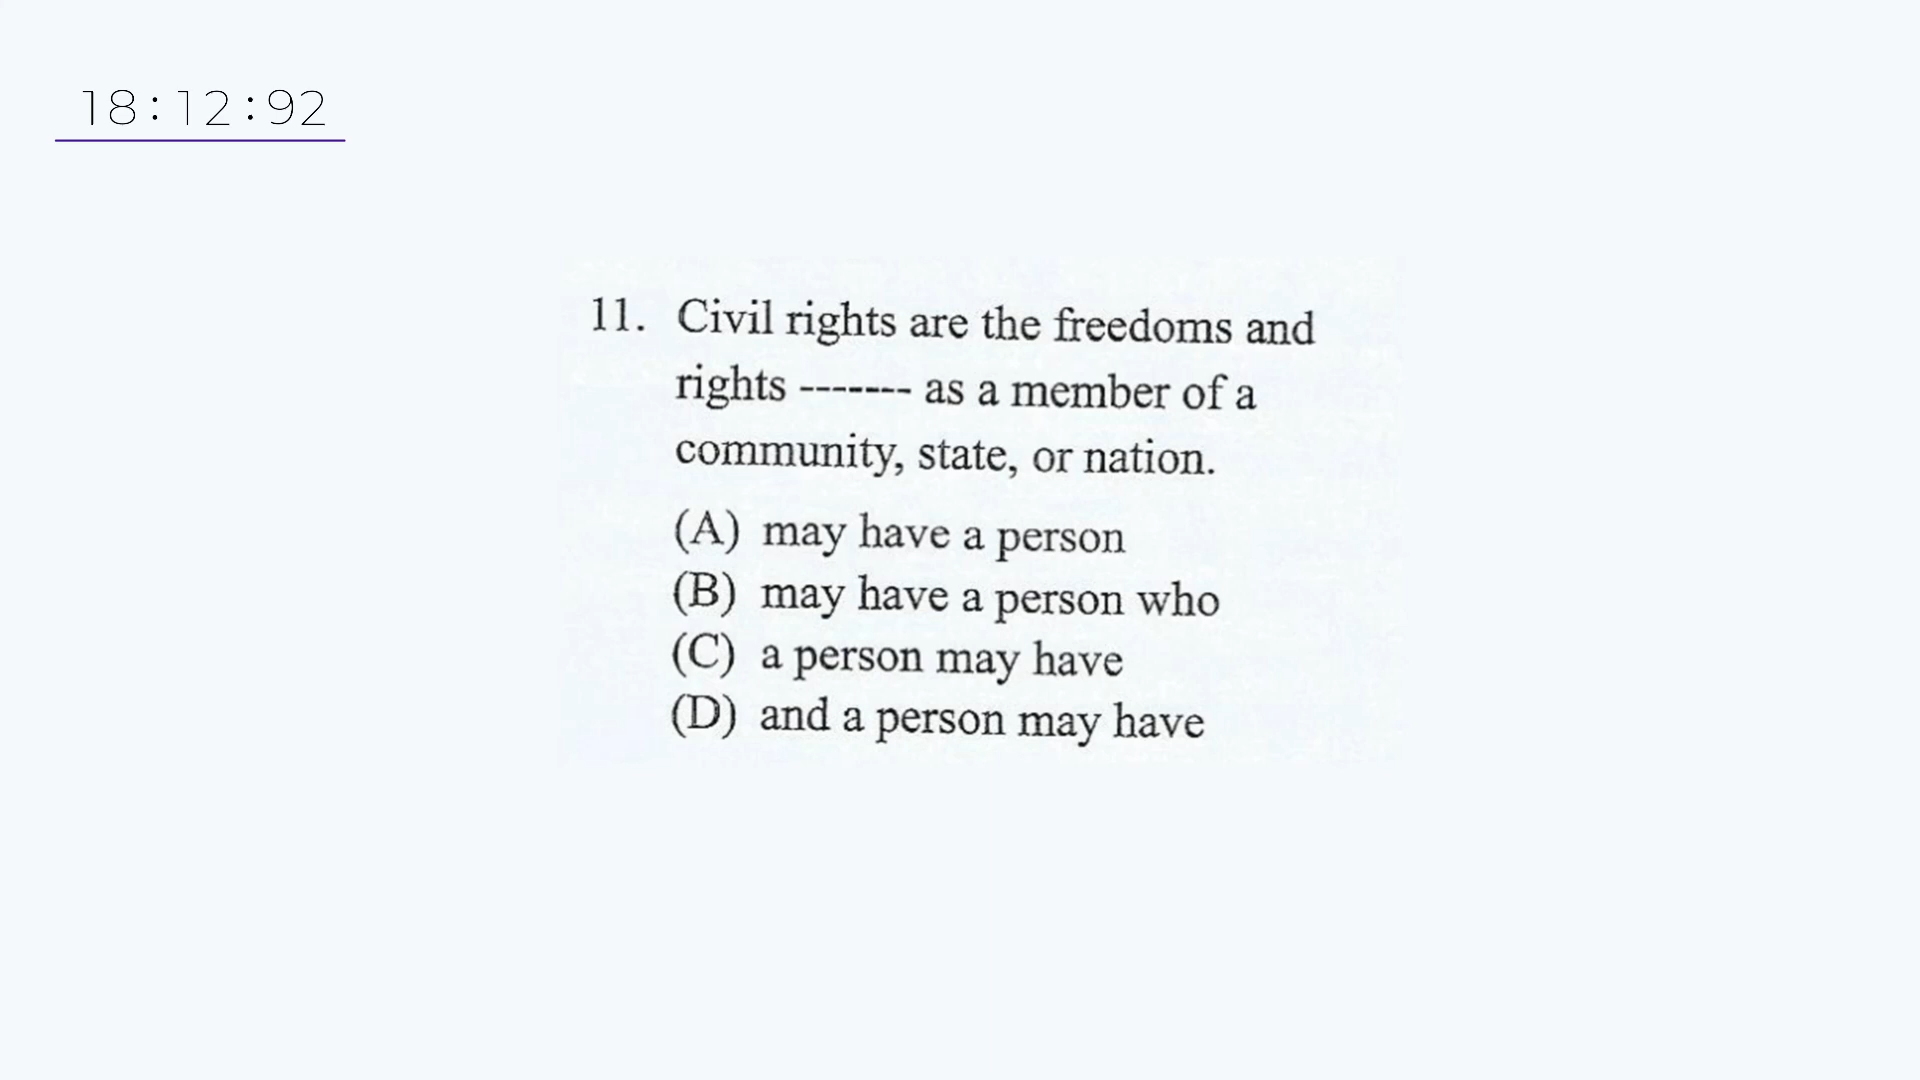 18:12:92
11. Civil rights are the freedoms and
rights ------- as a member of a
community, state, or nation.
(A) may have a person
(B) may have a person who
(C) a person may have
(D) and a person may have